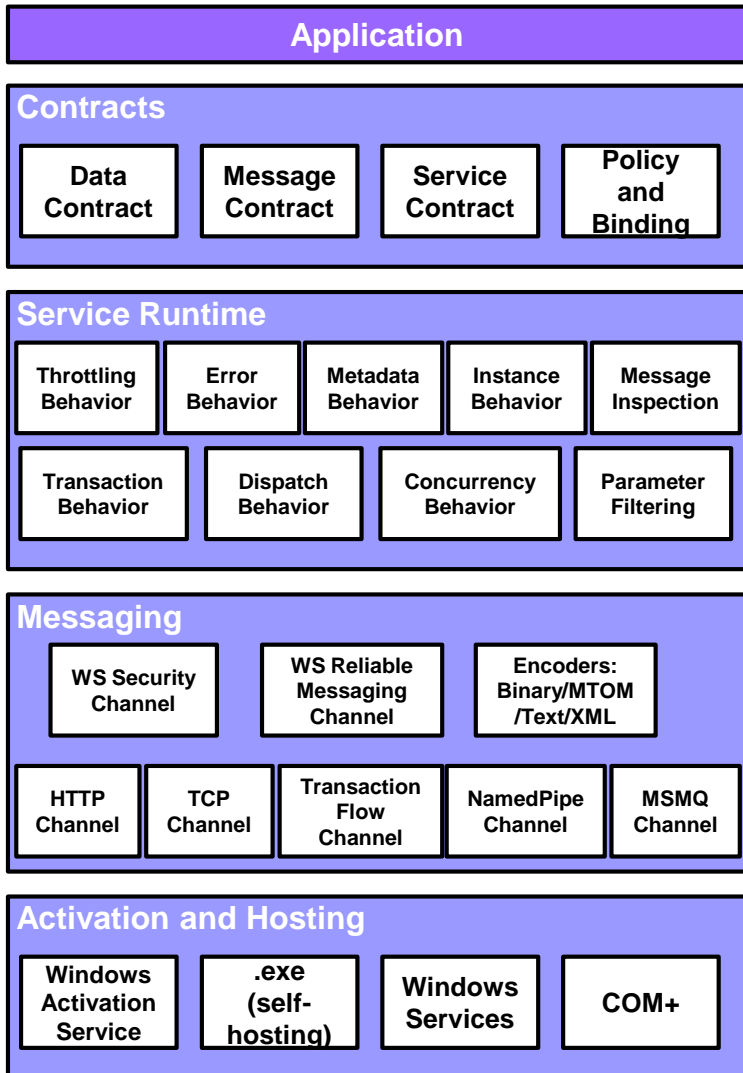 Application
Contracts
Data
Contract
Message
Contract
Service
Contract
Policy
and
Binding
Service Runtime
Throttling
Behavior
Error
Behavior
Metadata
Behavior
Instance
Behavior
Message
Inspection
Transaction
Behavior
Dispatch
Behavior
Concurrency
Behavior
Parameter
Filtering
Messaging
WS Security
Channel
WS Reliable
Messaging
Channel
Encoders:
Binary/MTOM
/Text/XML
HTTP
Channel
TCP
Channel
Transaction
Flow
Channel
NamedPipe
Channel
MSMQ
Channel
Activation and Hosting
Windows
Activation
Service
.exe
(self-
hosting)
Windows
Services
COM+